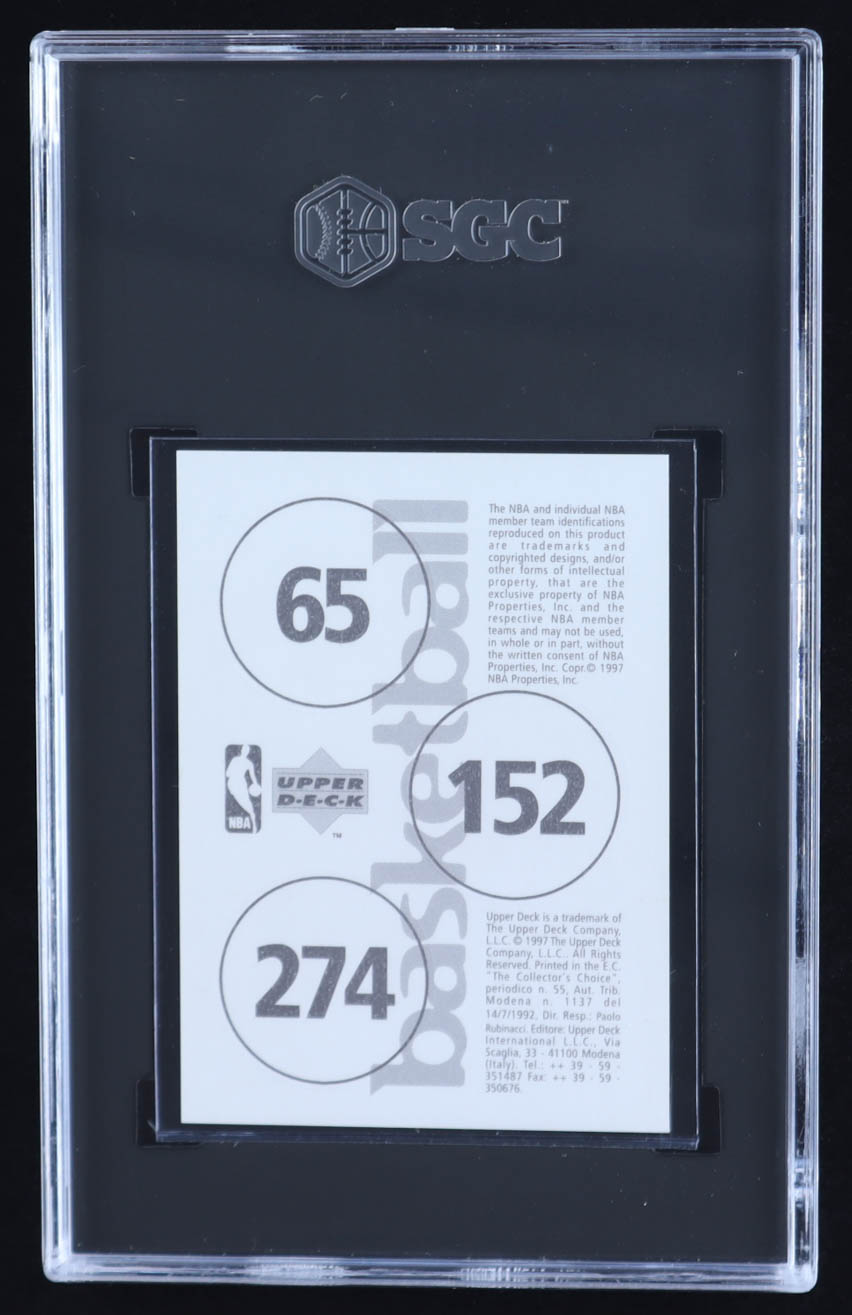 SGC
65
The NBA and individual NBA
member team identifications
reproduced on this product
are trademarks and
copyrighted designs, and/or
other forms of intellectual
property, that are the
exclusive property of NBA
Properties, Inc. and the
respective NBA member
teams and may not be used,
in whole or in part, without
the written consent of NBA
Properties, Inc. Copr.© 1997
NBA Properties, Inc.
basketball
NBA
UPPER
D·E·C·K
™
152
274
Upper Deck is a trademark of
The Upper Deck Company,
L.L.C. © 1997 The Upper Deck
Company, L.L.C.. All Rights
Reserved. Printed in the E.C.
"The Collector's Choice",
periodico n. 55, Aut. Trib.
Modena n. 1137 del
14/7/1992, Dir. Resp.: Paolo
Rubinacci. Editore: Upper Deck
International L.L.C., Via
Scaglia, 33 - 41100 Modena
(Italy). Tel.: ++ 39 - 59 -
351487 Fax: ++ 39 - 59 -
350676.